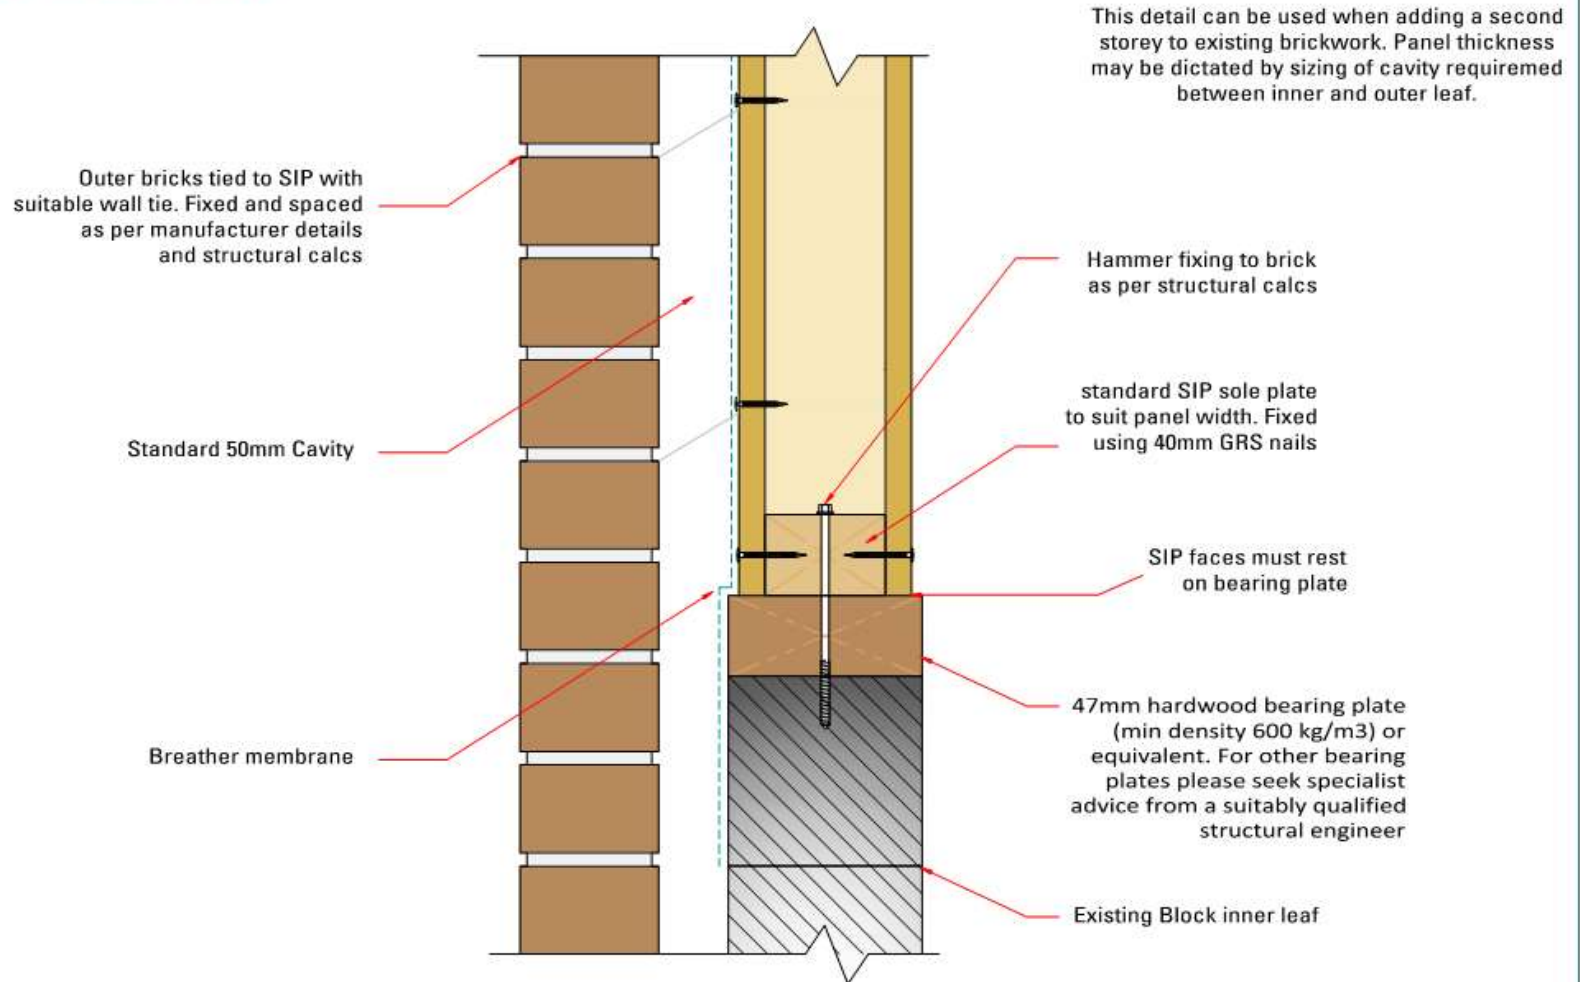 This detail can be used when adding a second
storey to existing brickwork. Panel thickness
may be dictated by sizing of cavity requiremed
between inner and outer leaf.
Outer bricks tied to SIP with
suitable wall tie. Fixed and spaced
as per manufacturer details
and structural calcs
Hammer fixing to brick
as per structural calcs
standard SIP sole plate
to suit panel width. Fixed
using 40mm GRS nails
Standard 50mm Cavity
SIP faces must rest
on bearing plate
47mm hardwood bearing plate
(min density 600 kg/m3) or
equivalent. For other bearing
plates please seek specialist
advice from a suitably qualified
structural engineer
Breather membrane
Existing Block inner leaf